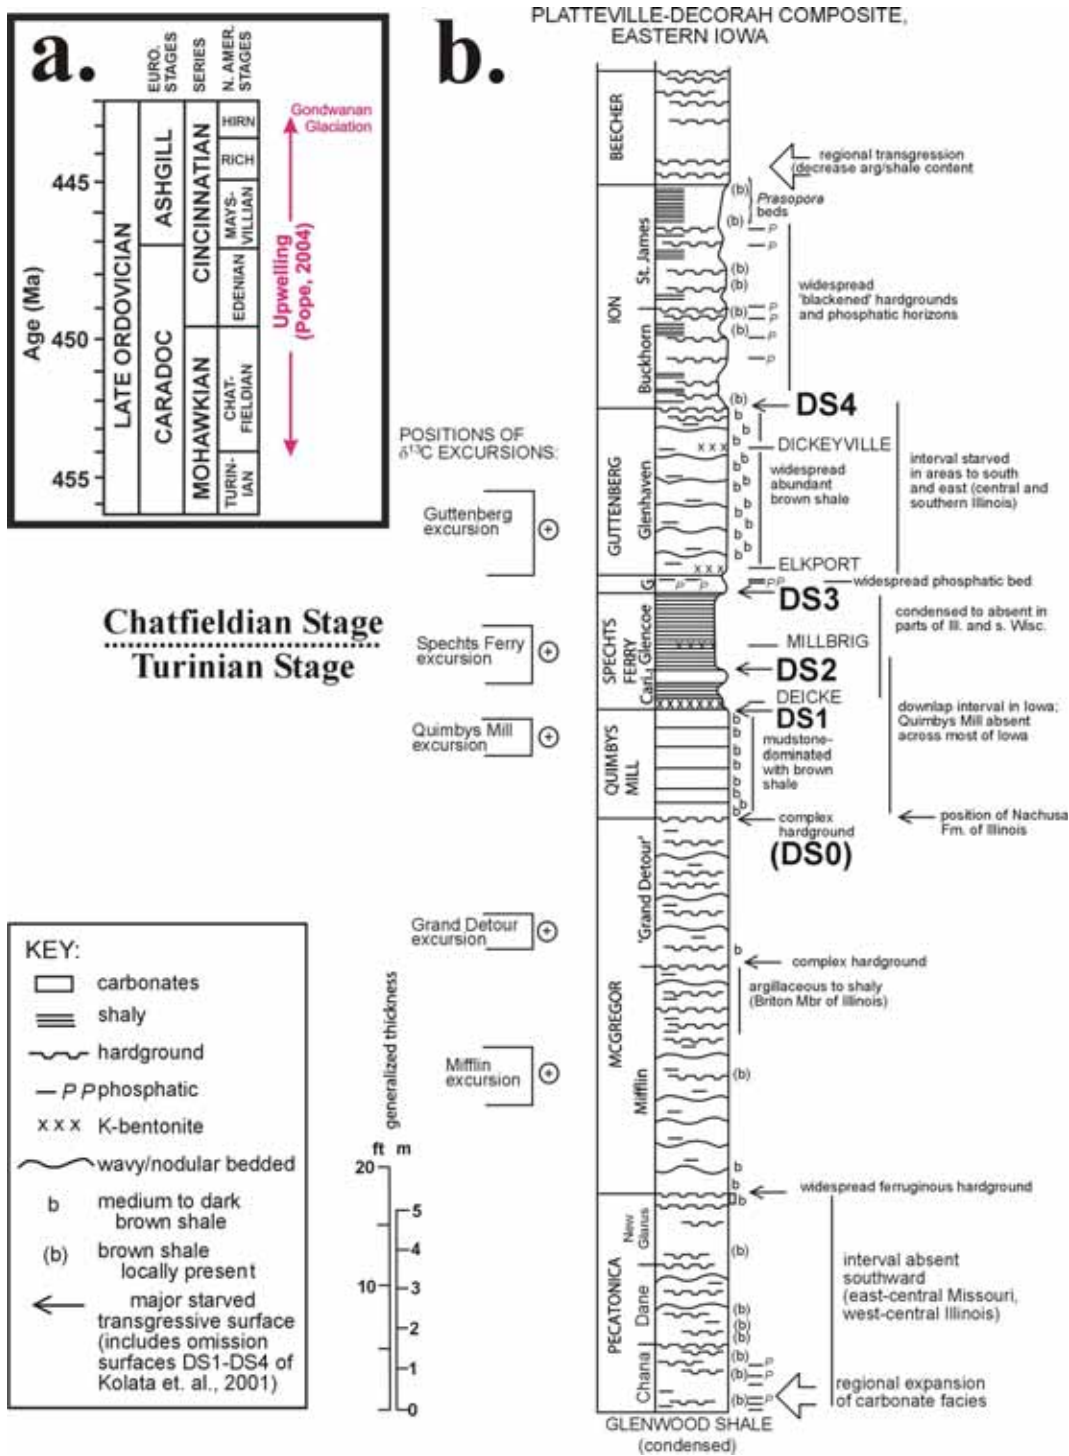 a.
EURO. STAGES
SERIES
N. AMER. STAGES
Age (Ma)
445
450
455
LATE ORDOVICIAN
ASHGILL
CARADOC
CINCINNATIAN
MOHAWKIAN
HIRN
RICH
MAYS-
VILLIAN
EDENIAN
CHAT-
FIELDIAN
TURIN-
IAN
Gondwanan
Glaciation
Upwelling
(Pope, 2004)
b.
PLATTEVILLE-DECORAH COMPOSITE,
EASTERN IOWA
BEECHER
ION
St. James
Buckhorn
GUTTENBERG
Glenhaven
G
SPECHTS
FERRY
Glencoe
Cari.
QUIMBYS
MILL
MCGREGOR
'Grand Detour'
Mifflin
PECATONICA
New
Glarus
Dane
Chana
GLENWOOD SHALE
(condensed)
regional transgression
(decrease arg/shale content
Prasopora
beds
widespread
'blackened' hardgrounds
and phosphatic horizons
DS4
DICKEYVILLE
widespread
abundant
brown shale
interval starved
in areas to south
and east (central and
southern Illinois)
ELKPORT
widespread phosphatic bed
DS3
condensed to absent in
parts of Ill. and s. Wisc.
MILLBRIG
DS2
DEICKE
DS1
downlap interval in Iowa;
Quimbys Mill absent
across most of Iowa
mudstone-
dominated
with brown
shale
complex
hardground
(DS0)
position of Nachusa
Fm. of Illinois
complex hardground
argillaceous to shaly
(Briton Mbr of Illinois)
widespread ferruginous hardground
interval absent
southward
(east-central Missouri,
west-central Illinois)
regional expansion
of carbonate facies
POSITIONS OF
δ13C EXCURSIONS:
Guttenberg
excursion
Chatfieldian Stage
Turinian Stage
Spechts Ferry
excursion
Quimbys Mill
excursion
Grand Detour
excursion
Mifflin
excursion
generalized thickness
ft m
20
10
0
5
4
3
2
1
0
KEY:
carbonates
shaly
hardground
P P phosphatic
x x x K-bentonite
wavy/nodular bedded
b medium to dark
brown shale
(b) brown shale
locally present
major starved
transgressive surface
(includes omission
surfaces DS1-DS4 of
Kolata et. al., 2001)